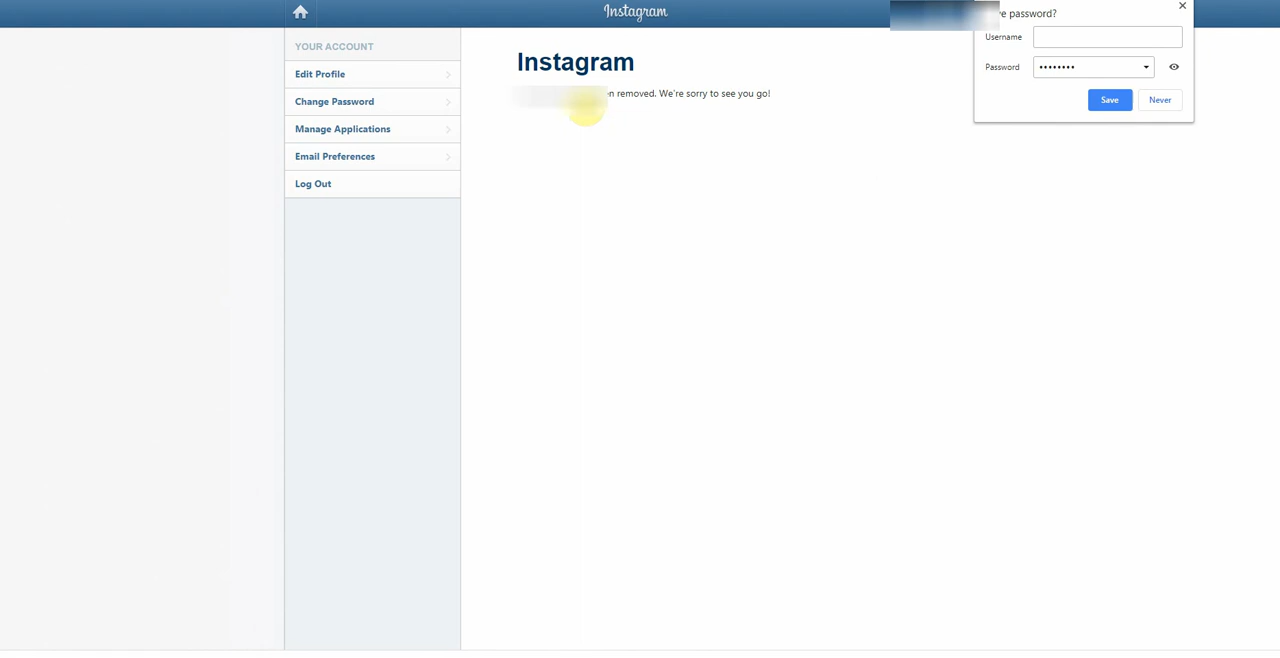 Instagram
password?
Username
Password ••••••••
Save Never
YOUR ACCOUNT
Edit Profile
Change Password
Manage Applications
Email Preferences
Log Out
Instagram
removed. We're sorry to see you go!